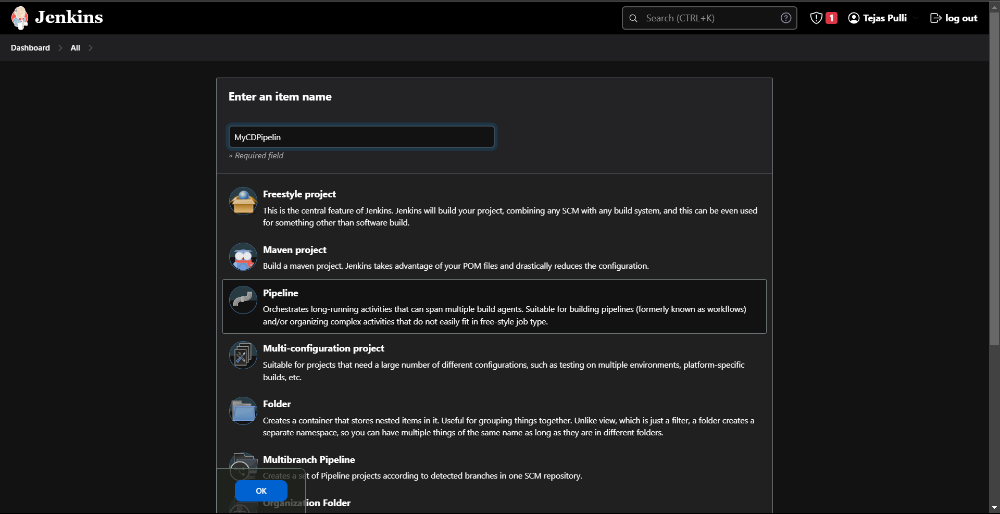 Jenkins
Search (CTRL+K)
1
Tejas Pulli
log out
Dashboard
All
Enter an item name
MyCDPipelin
» Required field
Freestyle project
This is the central feature of Jenkins. Jenkins will build your project, combining any SCM with any build system, and this can be even used
for something other than software build.
Maven project
Build a maven project. Jenkins takes advantage of your POM files and drastically reduces the configuration.
Pipeline
Orchestrates long-running activities that can span multiple build agents. Suitable for building pipelines (formerly known as workflows)
and/or organizing complex activities that do not easily fit in free-style job type.
Multi-configuration project
Suitable for projects that need a large number of different configurations, such as testing on multiple environments, platform-specific
builds, etc.
Folder
Creates a container that stores nested items in it. Useful for grouping things together. Unlike view, which is just a filter, a folder creates a
separate namespace, so you can have multiple things of the same name as long as they are in different folders.
Multibranch Pipeline
Creates a set of Pipeline projects according to detected branches in one SCM repository.
OK
Organization Folder